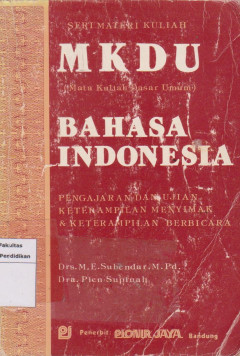 SERI MATERI KULIAH
MKDU
(Mata Kuliah Dasar Umum)
BAHASA
INDONESIA
PENGAJARAN DAN UJIAN
KETERAMPILAN MENYIMAK
& KETERAMPILAN BERBICARA
Fakultas
Pendidikan
Drs. M.E. Suhendar, M.Pd.
Dra. Pien Supinah
Penerbit: PIONIR JAYA Bandung